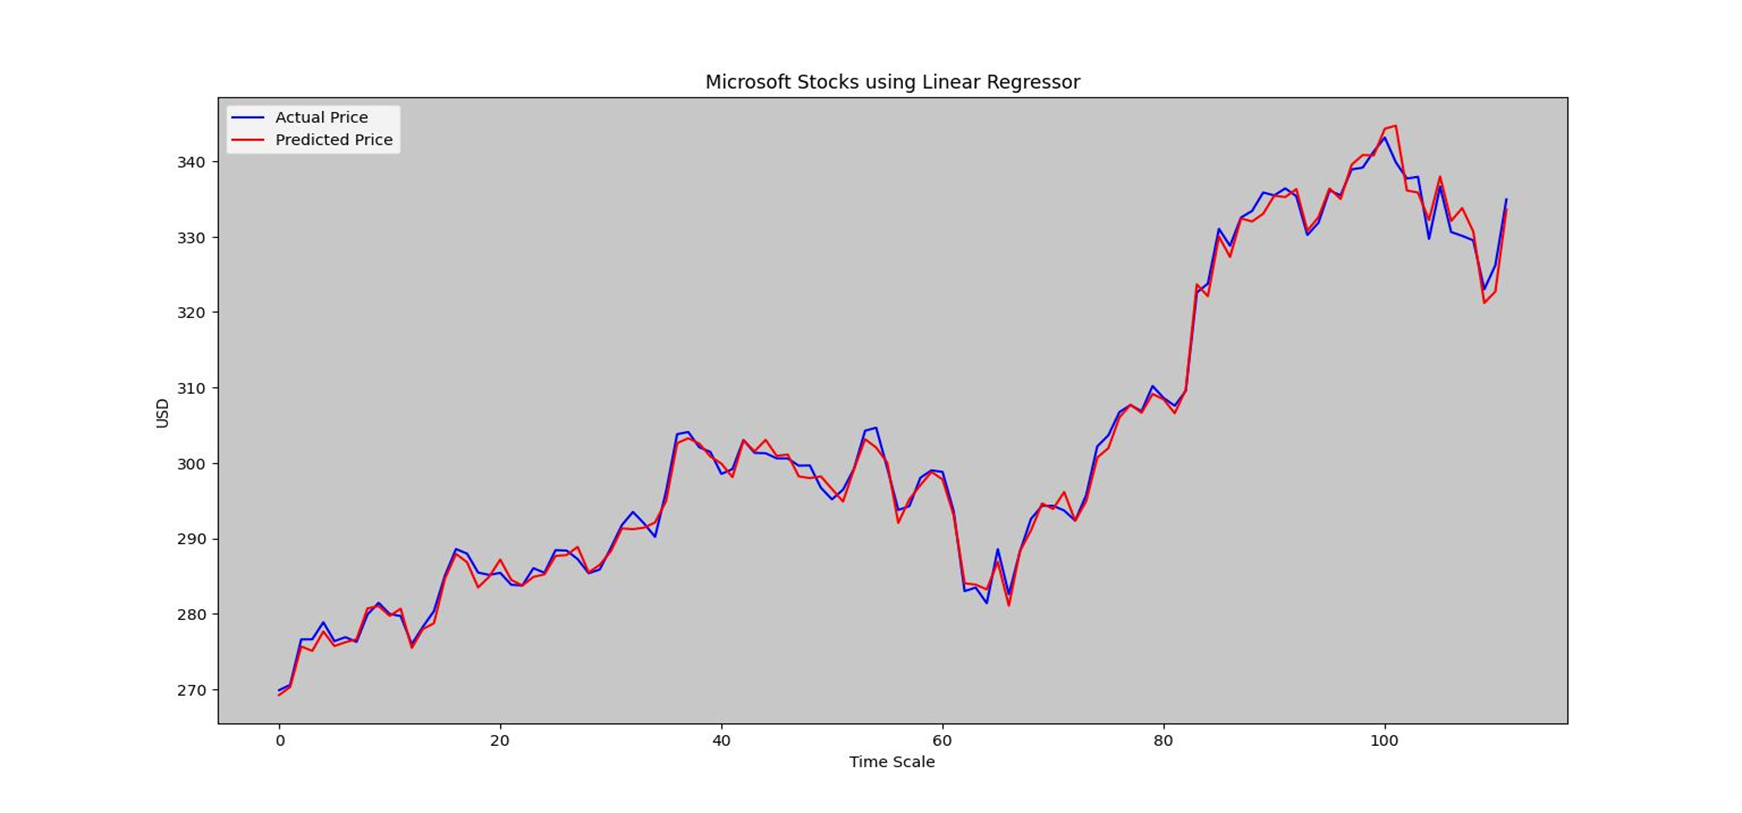 Microsoft Stocks using Linear Regressor
Actual Price
Predicted Price
340
330
320
310
300
290
280
270
USD
0 20 40 60 80 100
Time Scale